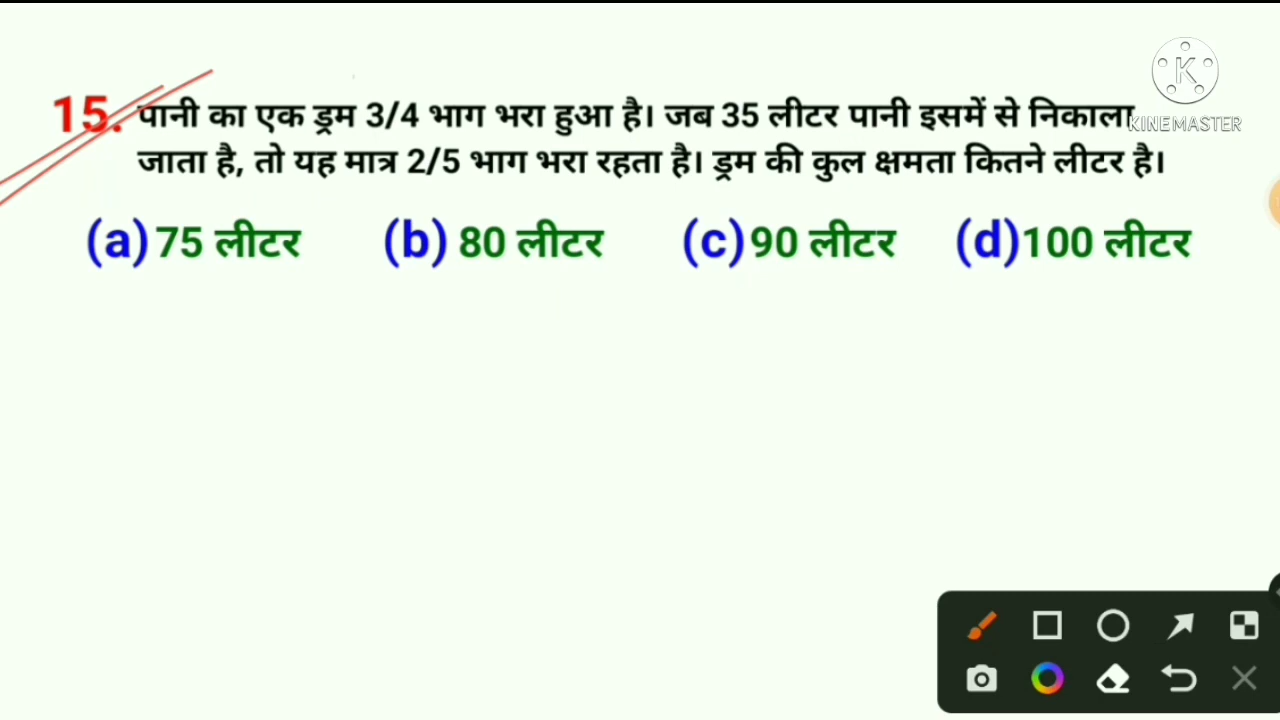 K
KINEMASTER
15. पानी का एक ड्रम 3/4 भाग भरा हुआ है। जब 35 लीटर पानी इसमें से निकाला
जाता है, तो यह मात्र 2/5 भाग भरा रहता है। ड्रम की कुल क्षमता कितने लीटर है।
(a) 75 लीटर (b) 80 लीटर (c) 90 लीटर (d) 100 लीटर